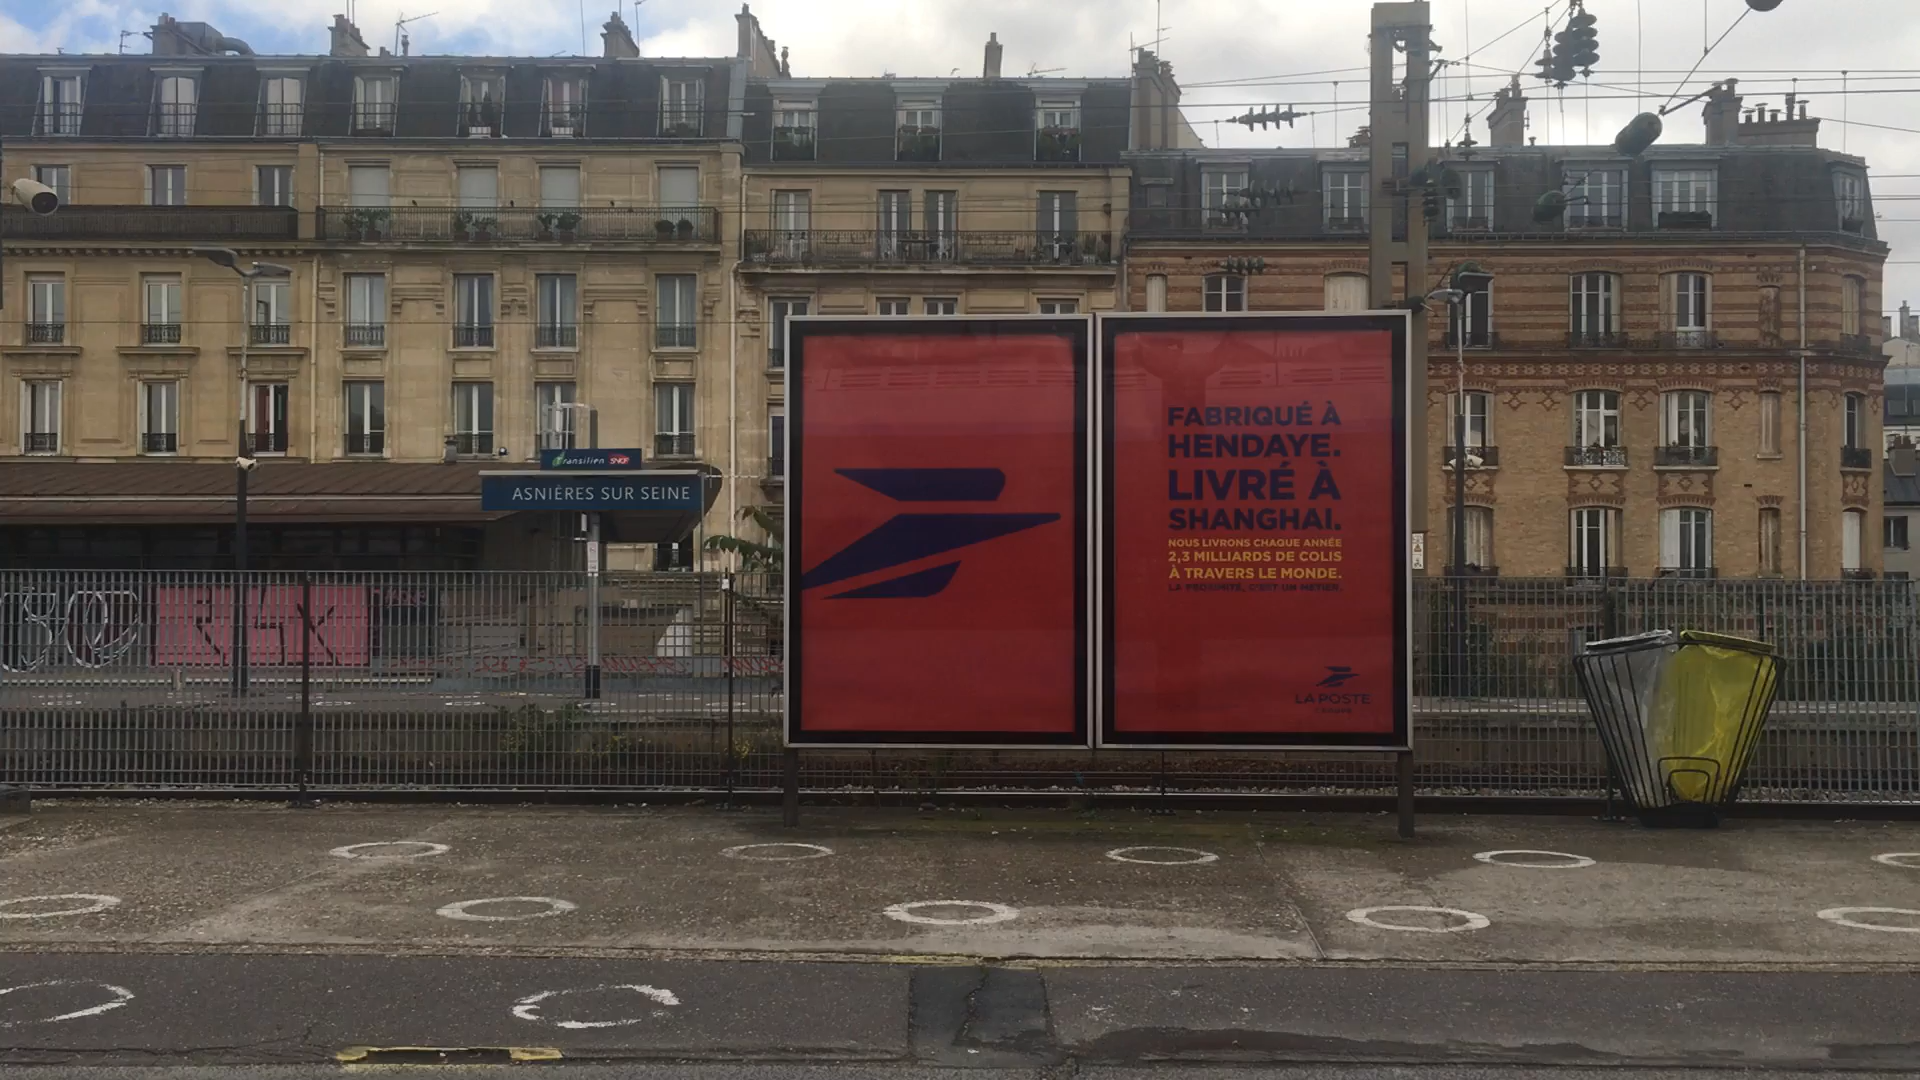 Transilien SNCF
ASNIÈRES SUR SEINE
FABRIQUÉ À
HENDAYE.
LIVRÉ À
SHANGHAI.
NOUS LIVRONS CHAQUE ANNÉE
2,3 MILLIARDS DE COLIS
À TRAVERS LE MONDE.
LA PROXIMITÉ, C'EST UN MÉTIER.
LA POSTE